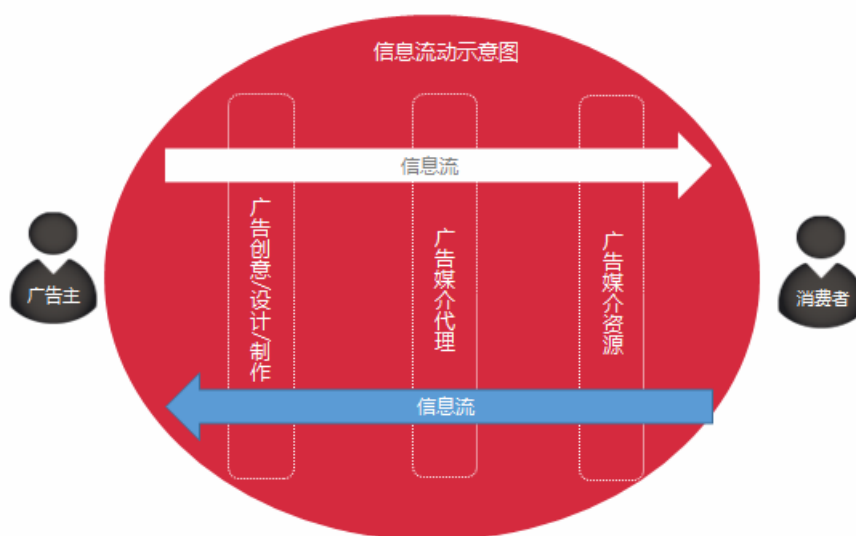 信息流动示意图
信息流
广告主
广告创意/设计/制作
广告媒介代理
广告媒介资源
消费者
信息流